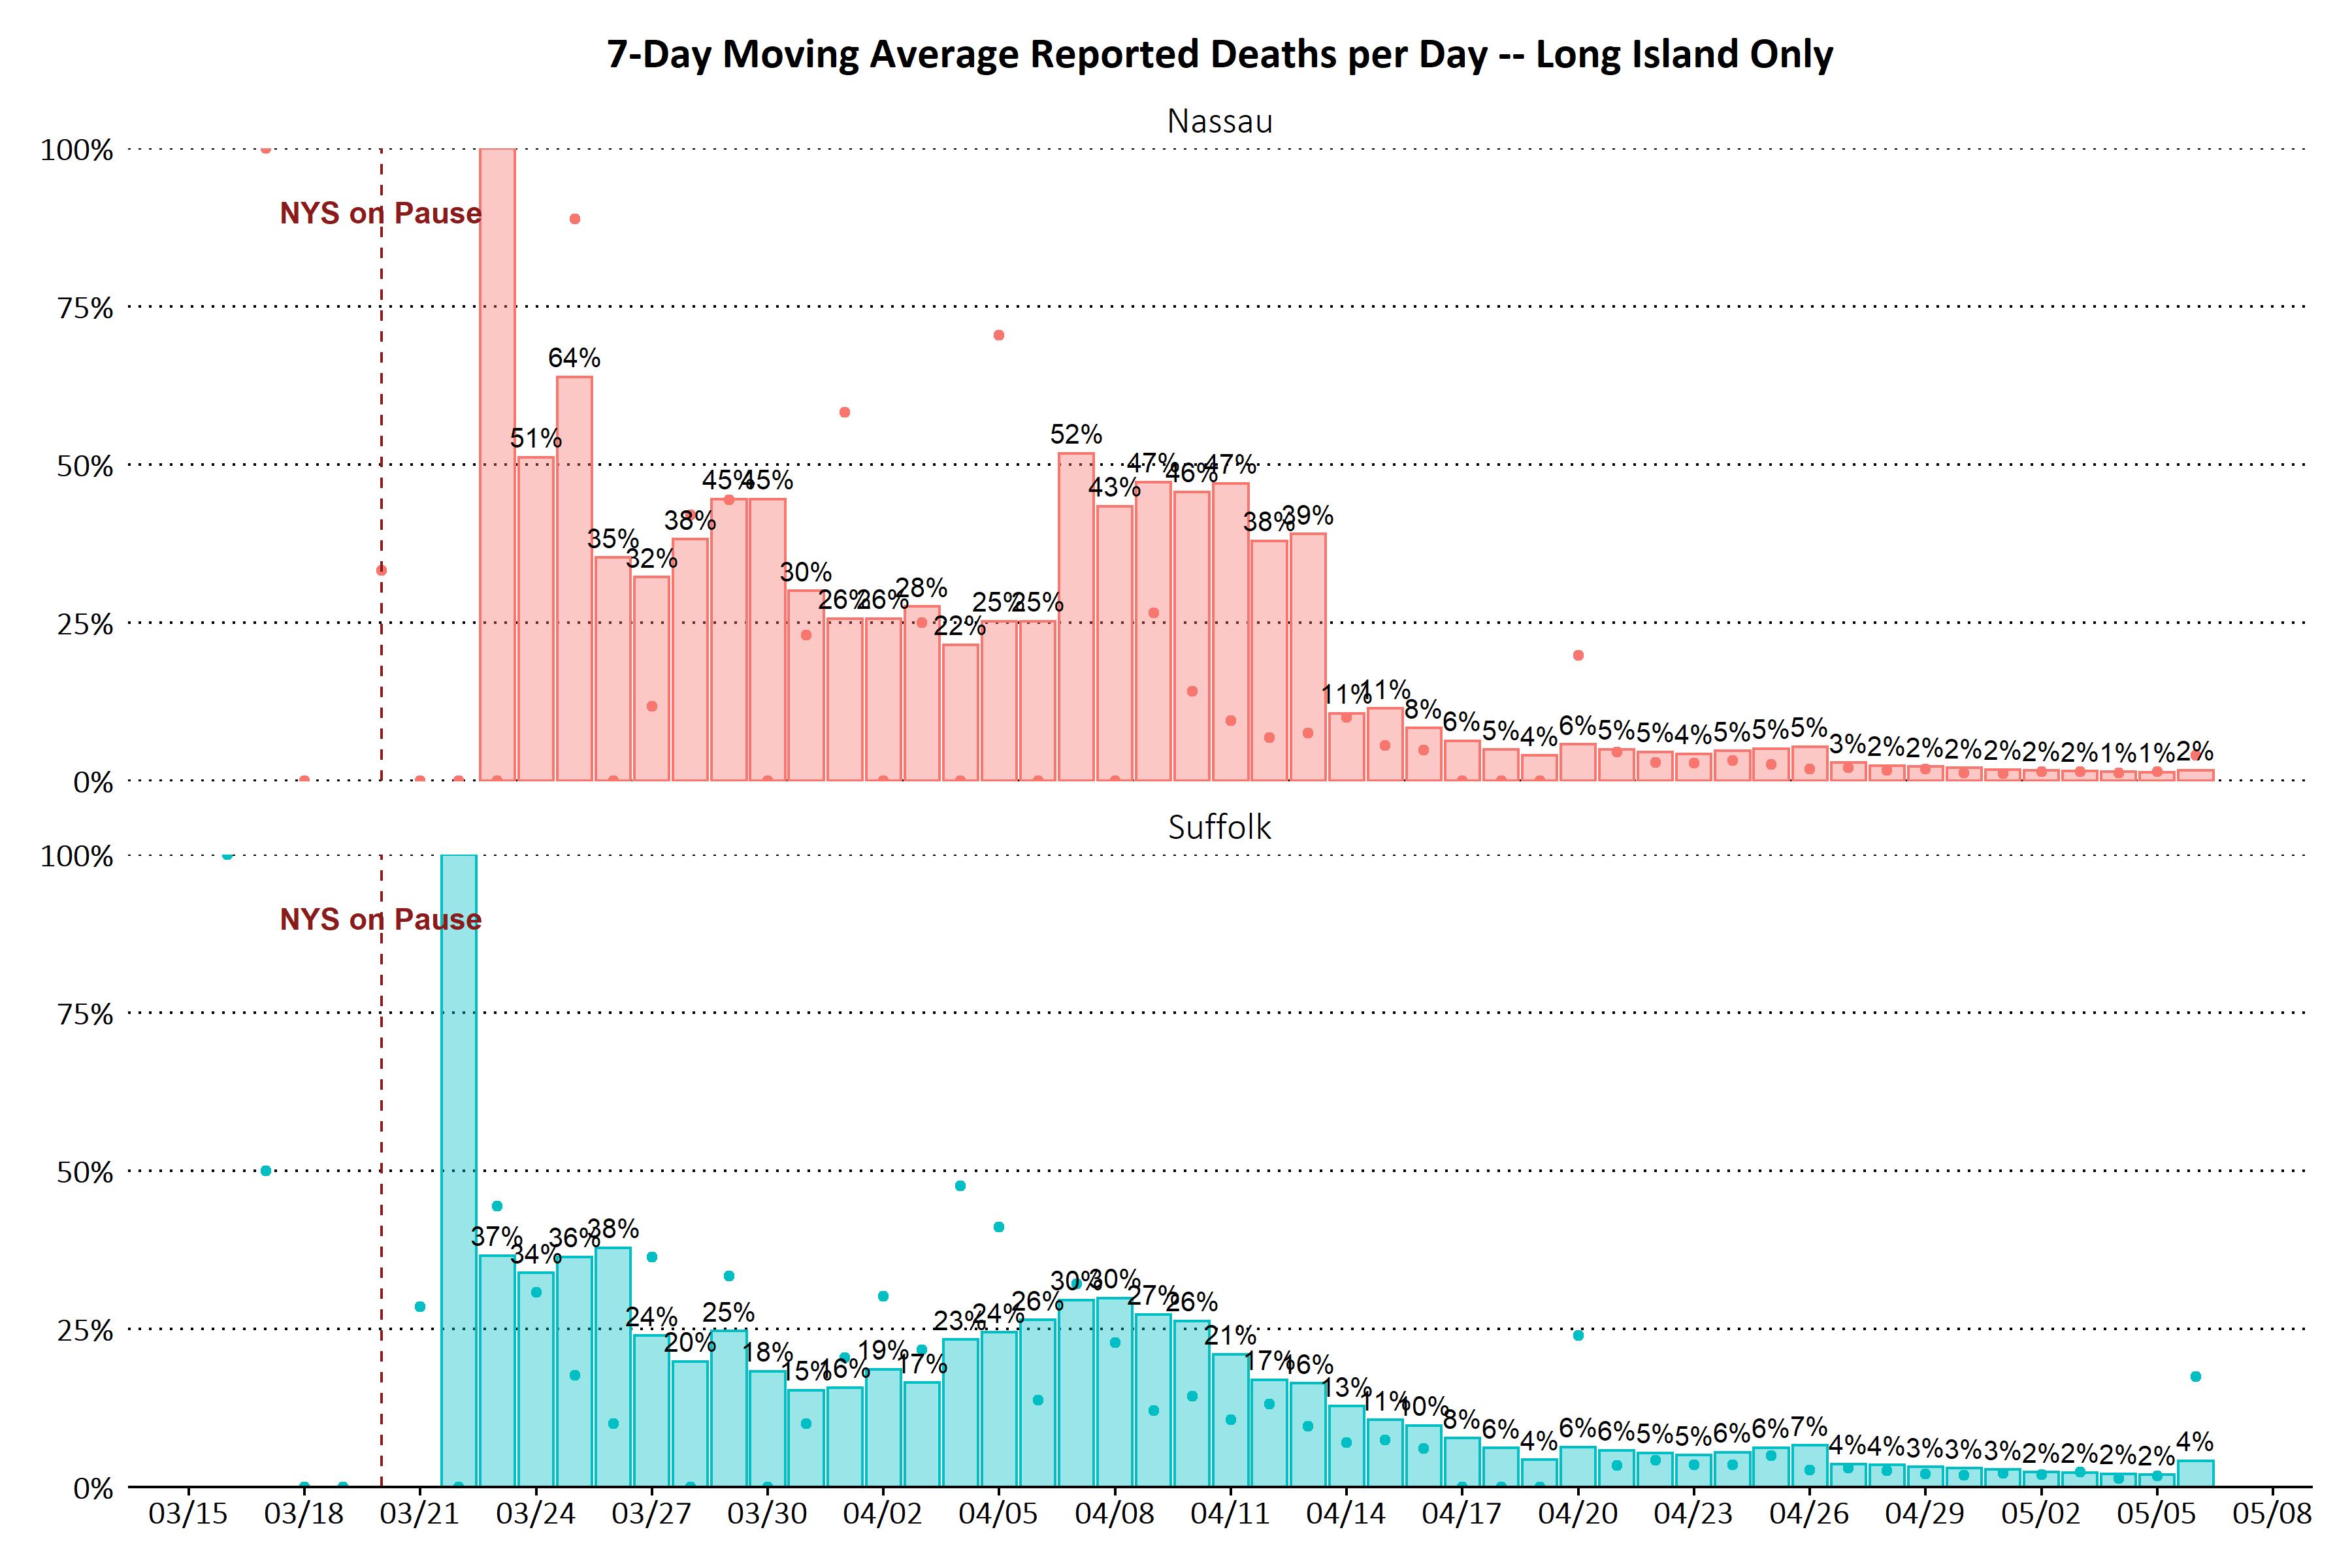 7-Day Moving Average Reported Deaths per Day -- Long Island Only
Nassau
100%
NYS on Pause
75%
64%
51%
52%
50%
47% 46% 47%
45% 45%
43%
38%
38% 39%
35%
32%
30%
26% 26% 28%
25% 25%
25%
22%
11% 11%
8% 6% 5% 4% 6% 5% 5% 4% 5% 5% 5% 3% 2% 2% 2% 2% 2% 2% 1% 1% 2%
0%
Suffolk
100%
NYS on Pause
75%
50%
37% 34% 36% 38%
24% 20% 25% 18% 15% 16% 19% 17% 23% 24% 26% 30% 30% 27% 26% 21% 17% 16% 13% 11% 10% 8% 6% 4% 6% 6% 5% 5% 6% 6% 7% 4% 4% 3% 3% 3% 2% 2% 2% 2% 4%
25%
0%
03/15 03/18 03/21 03/24 03/27 03/30 04/02 04/05 04/08 04/11 04/14 04/17 04/20 04/23 04/26 04/29 05/02 05/05 05/08